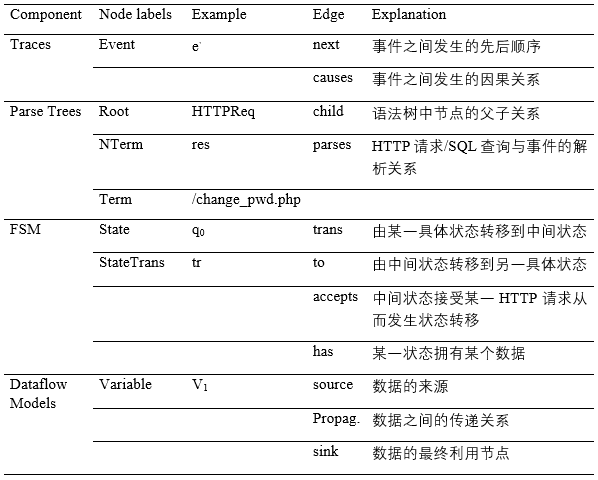 Component Node labels Example Edge Explanation
Traces Event e· next 事件之间发生的先后顺序
causes 事件之间发生的因果关系
Parse Trees Root HTTPReq child 语法树中节点的父子关系
NTerm res parses HTTP 请求/SQL 查询与事件的解
析关系
Term /change_pwd.php
FSM State q₀ trans 由某一具体状态转移到中间状态
StateTrans tr to 由中间状态转移到另一具体状态
accepts 中间状态接受某一 HTTP 请求从
而发生状态转移
has 某一状态拥有某个数据
Dataflow Variable V₁ source 数据的来源
Models
Propag. 数据之间的传递关系
sink 数据的最终利用节点